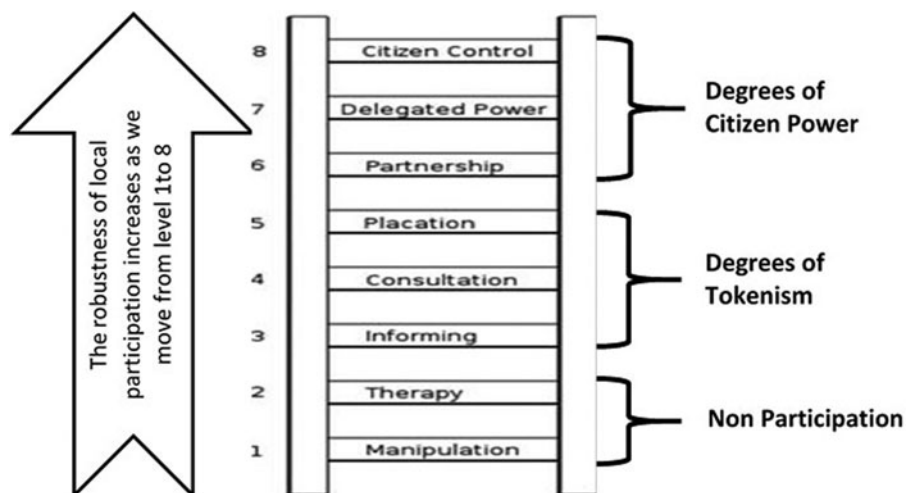 The robustness of local
participation increases as we
move from level 1to 8
8 Citizen Control
7 Delegated Power
6 Partnership
5 Placation
4 Consultation
3 Informing
2 Therapy
1 Manipulation
Degrees of
Citizen Power
Degrees of
Tokenism
Non Participation